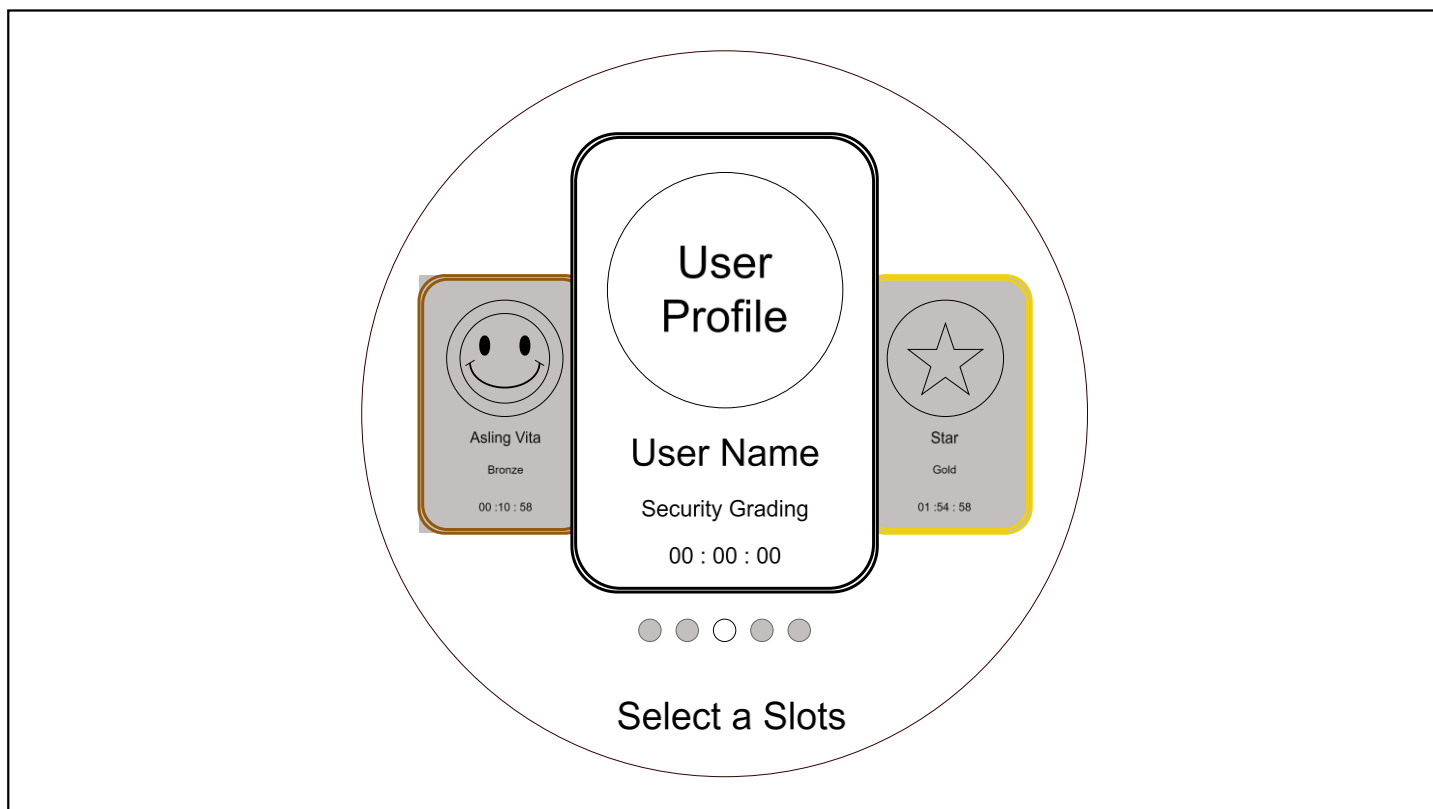 User
Profile
User Name
Security Grading
00 : 00 : 00
Asling Vita
Bronze
00 :10 : 58
Star
Gold
01 :54 : 58
Select a Slots